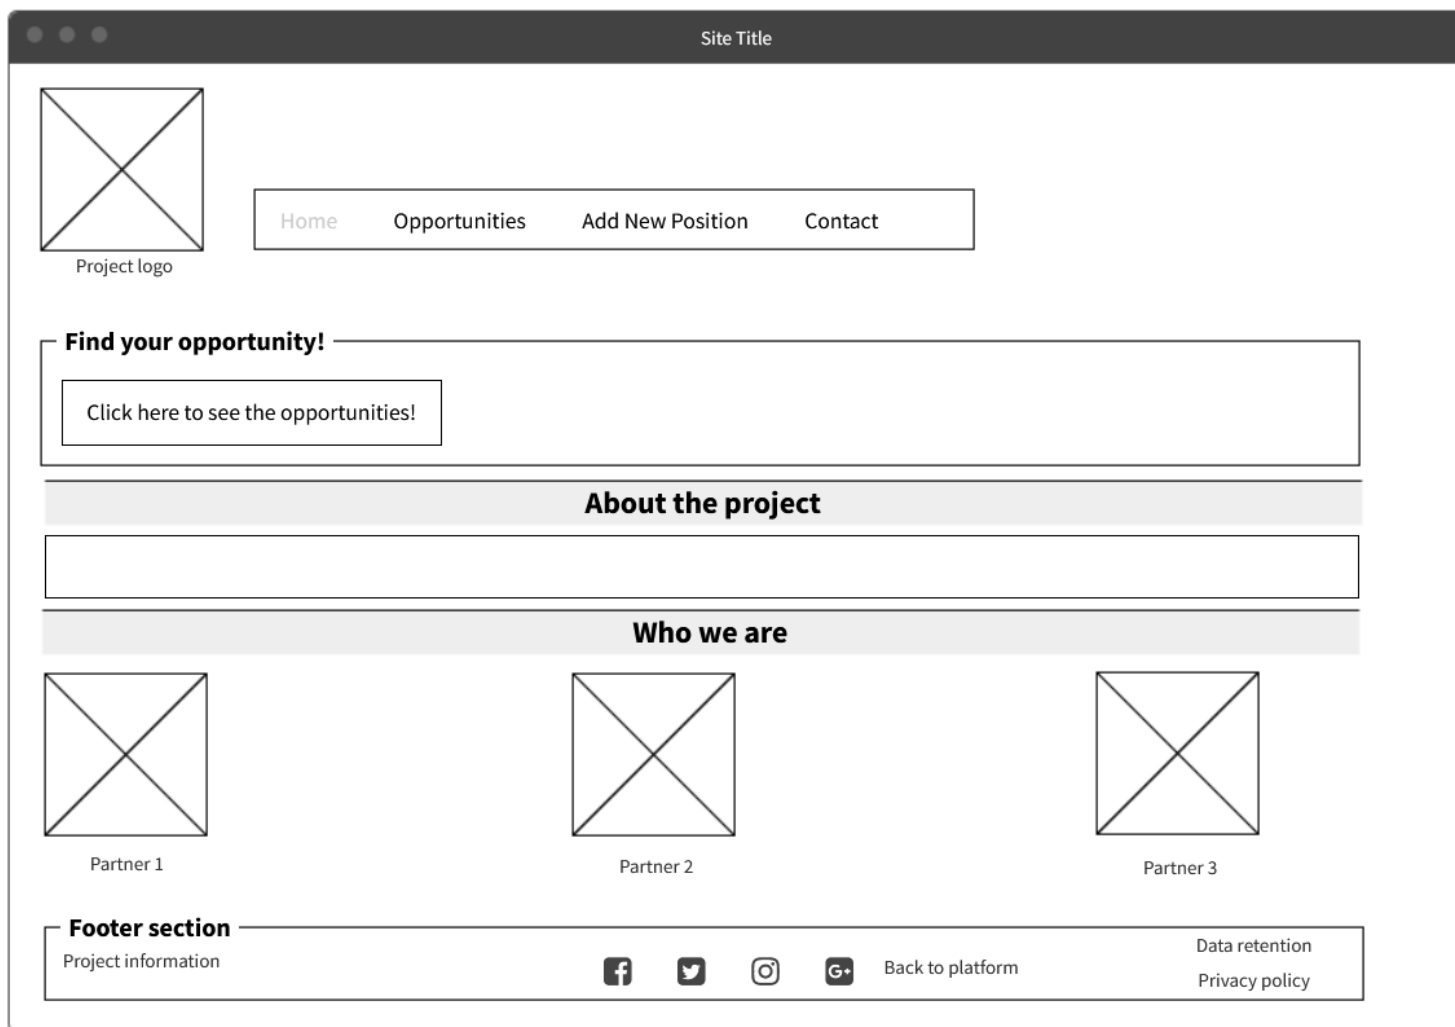 Site Title
Home Opportunities Add New Position Contact
Project logo
Find your opportunity!
Click here to see the opportunities!
About the project
Who we are
Partner 1 Partner 2 Partner 3
Footer section
Project information
G+ Back to platform
Data retention
Privacy policy